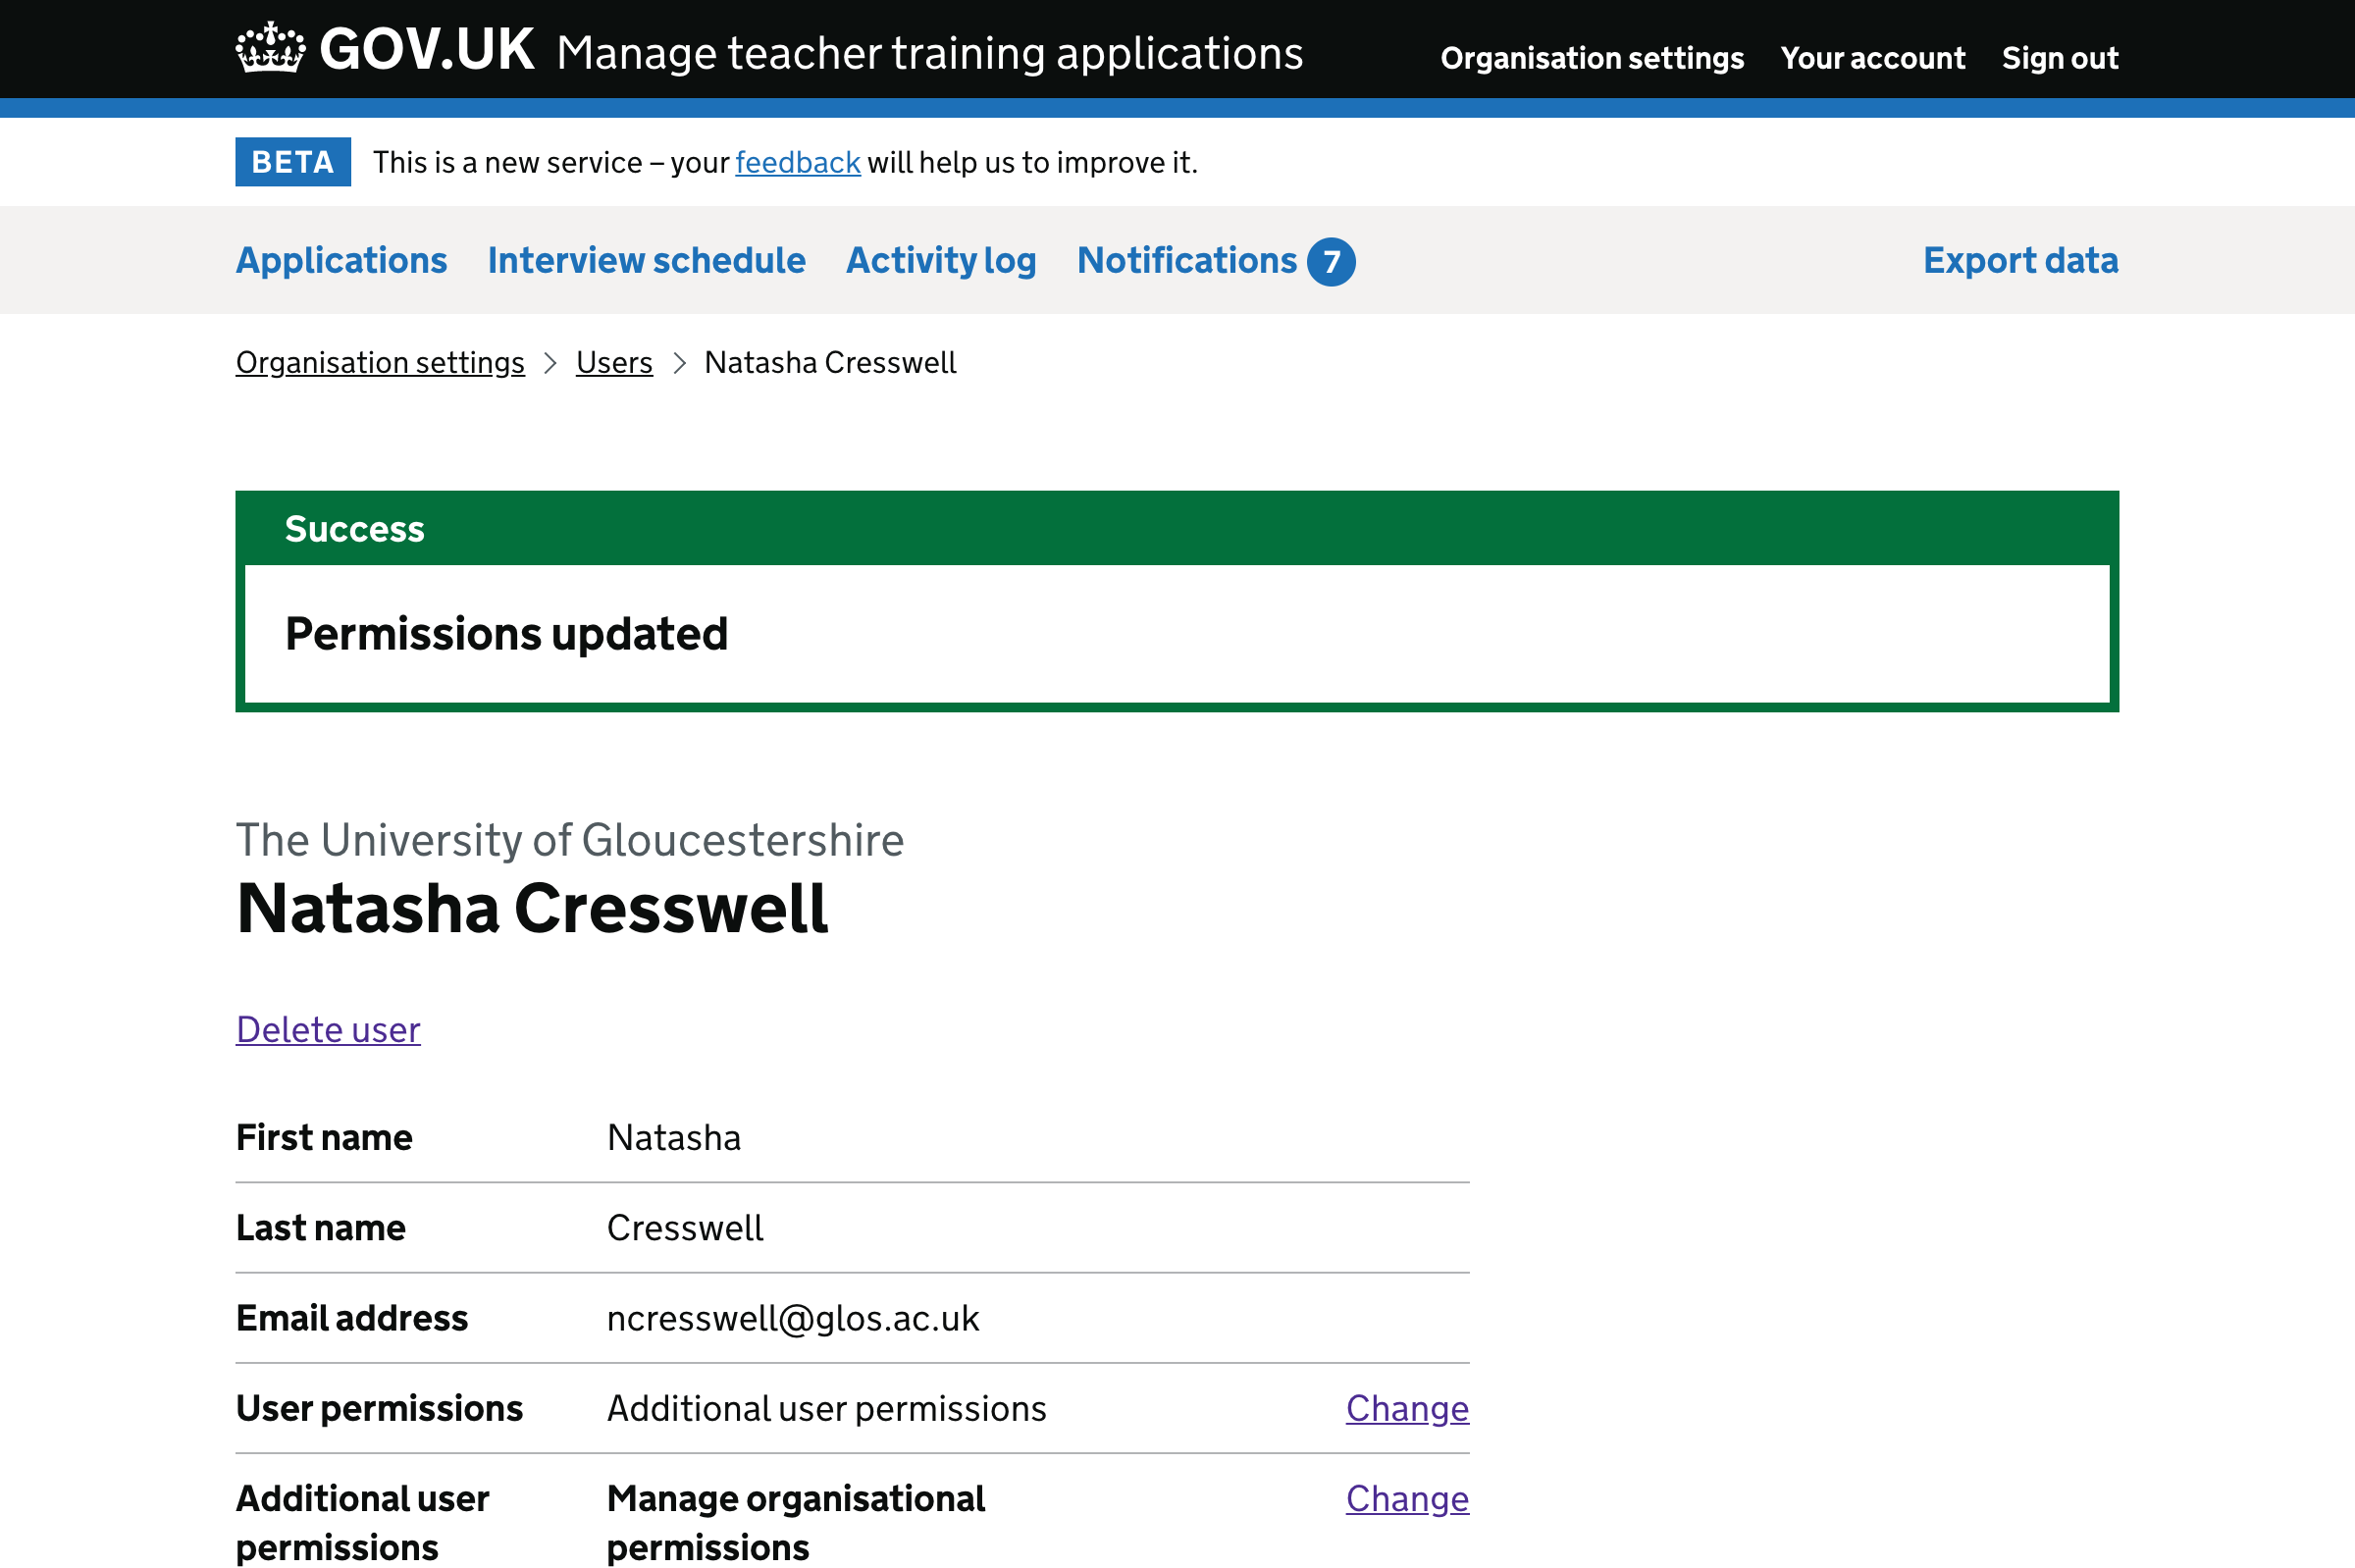 GOV.UK Manage teacher training applications Organisation settings Your account Sign out
BETA This is a new service – your feedback will help us to improve it.
Applications Interview schedule Activity log Notifications 7 Export data
Organisation settings Users Natasha Cresswell
Success
Permissions updated
The University of Gloucestershire
Natasha Cresswell
Delete user
First name Natasha
Last name Cresswell
Email address ncresswell@glos.ac.uk
User permissions Additional user permissions Change
Additional user Manage organisational Change
permissions permissions